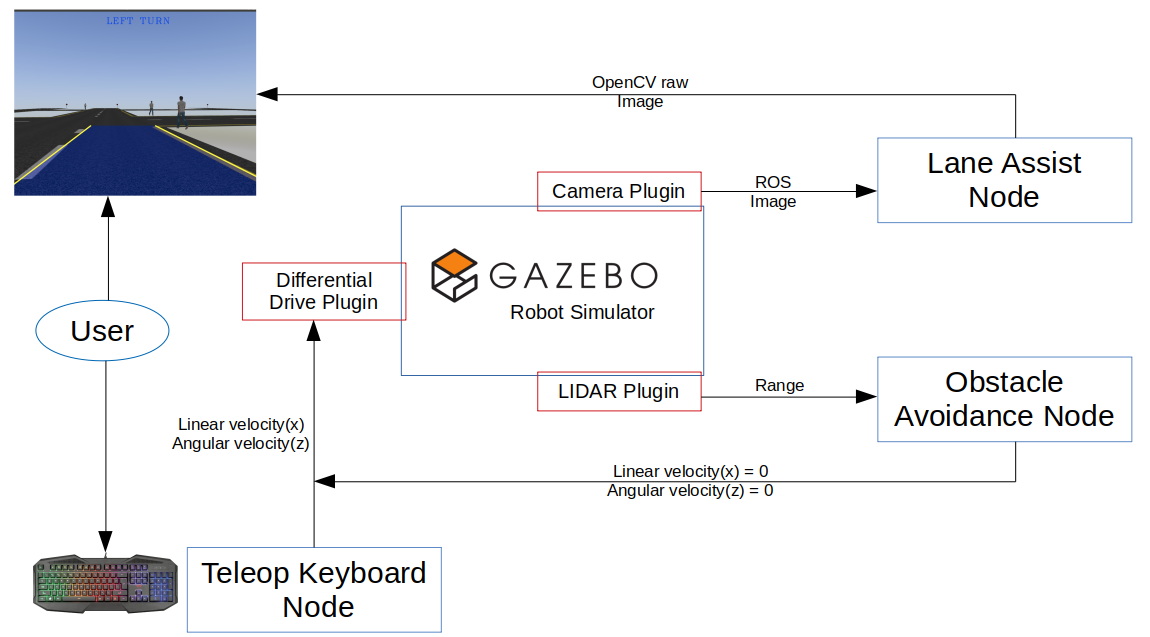 LEFT TURN
OpenCV raw
Image
Lane Assist
Node
Camera Plugin
ROS
Image
GAZEBO
Robot Simulator
Differential
Drive Plugin
User
LIDAR Plugin
Range
Obstacle
Avoidance Node
Linear velocity(x)
Angular velocity(z)
Linear velocity(x) = 0
Angular velocity(z) = 0
Teleop Keyboard
Node